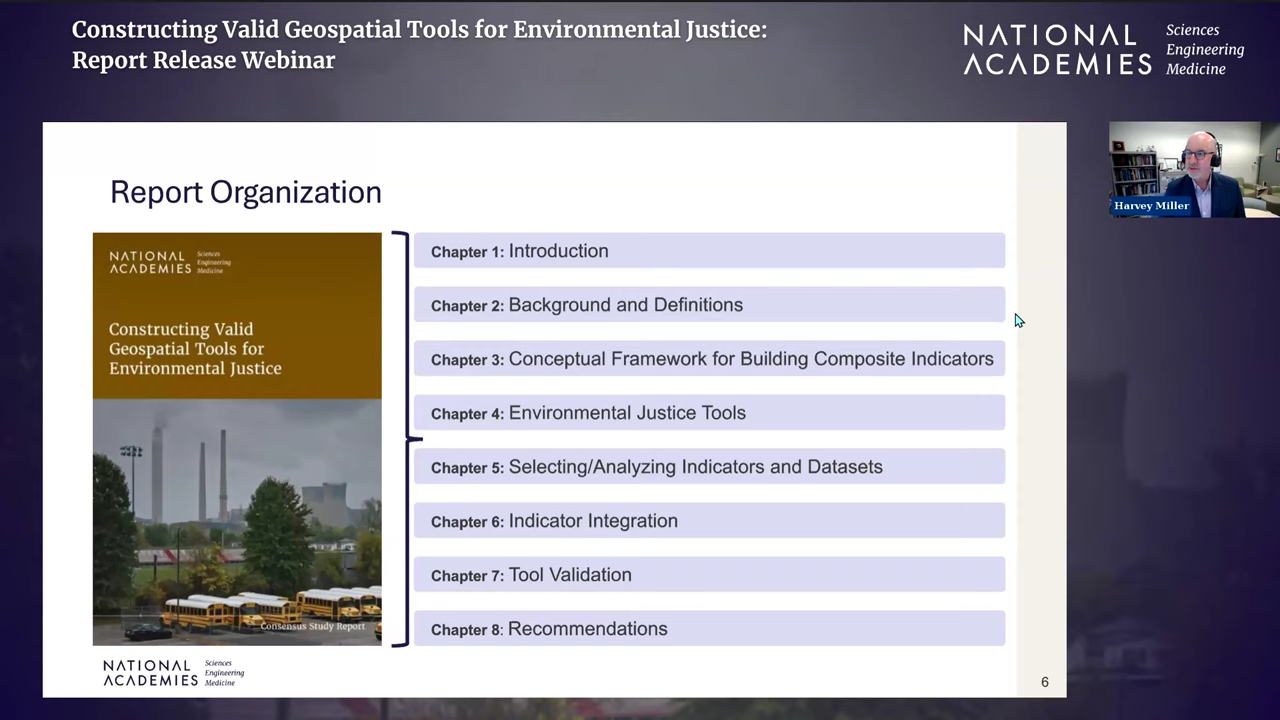 Constructing Valid Geospatial Tools for Environmental Justice:
Report Release Webinar
NATIONAL
ACADEMIES
Sciences
Engineering
Medicine
Harvey Miller
Report Organization
NATIONAL
ACADEMIES
Sciences
Engineering
Medicine
Constructing Valid
Geospatial Tools for
Environmental Justice
Consensus Study Report
Chapter 1: Introduction
Chapter 2: Background and Definitions
Chapter 3: Conceptual Framework for Building Composite Indicators
Chapter 4: Environmental Justice Tools
Chapter 5: Selecting/Analyzing Indicators and Datasets
Chapter 6: Indicator Integration
Chapter 7: Tool Validation
Chapter 8: Recommendations
NATIONAL
ACADEMIES
Sciences
Engineering
Medicine
6